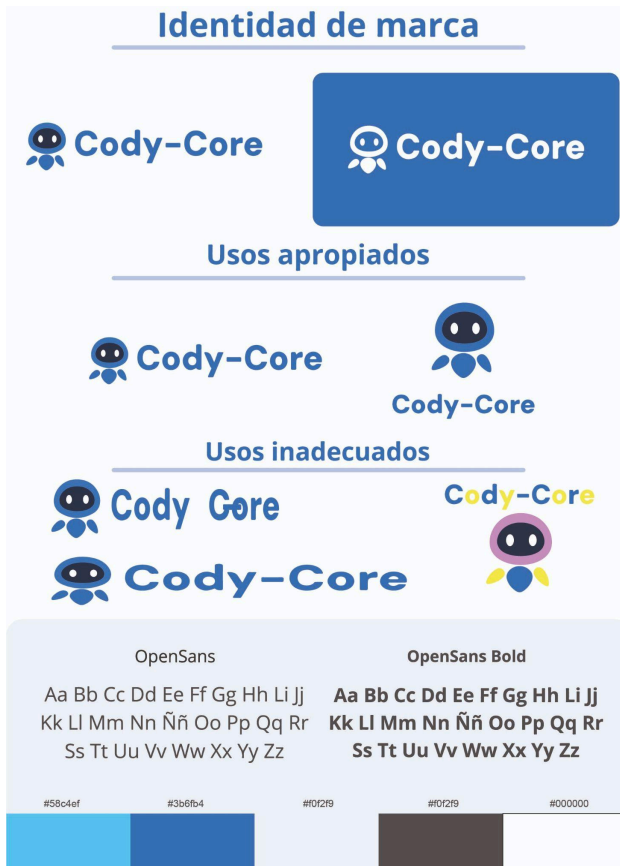 Identidad de marca
Cody-Core
Cody-Core
Usos apropiados
Cody-Core
Cody-Core
Usos inadecuados
Cody Gore
Cody-Core
Cody-Core
OpenSans
Aa Bb Cc Dd Ee Ff Gg Hh Li Jj
Kk Ll Mm Nn Ññ Oo Pp Qq Rr
Ss Tt Uu Vv Ww Xx Yy Zz
OpenSans Bold
Aa Bb Cc Dd Ee Ff Gg Hh Li Jj
Kk Ll Mm Nn Ññ Oo Pp Qq Rr
Ss Tt Uu Vv Ww Xx Yy Zz
#58c4ef
#3b6fb4
#f0f2f9
#f0f2f9
#000000